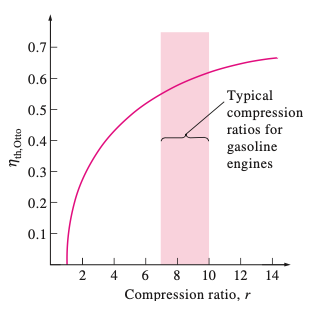 0.7
0.6
0.5
0.4
0.3
0.2
0.1
η th,Otto
Typical
compression
ratios for
gasoline
engines
2 4 6 8 10 12 14
Compression ratio, r